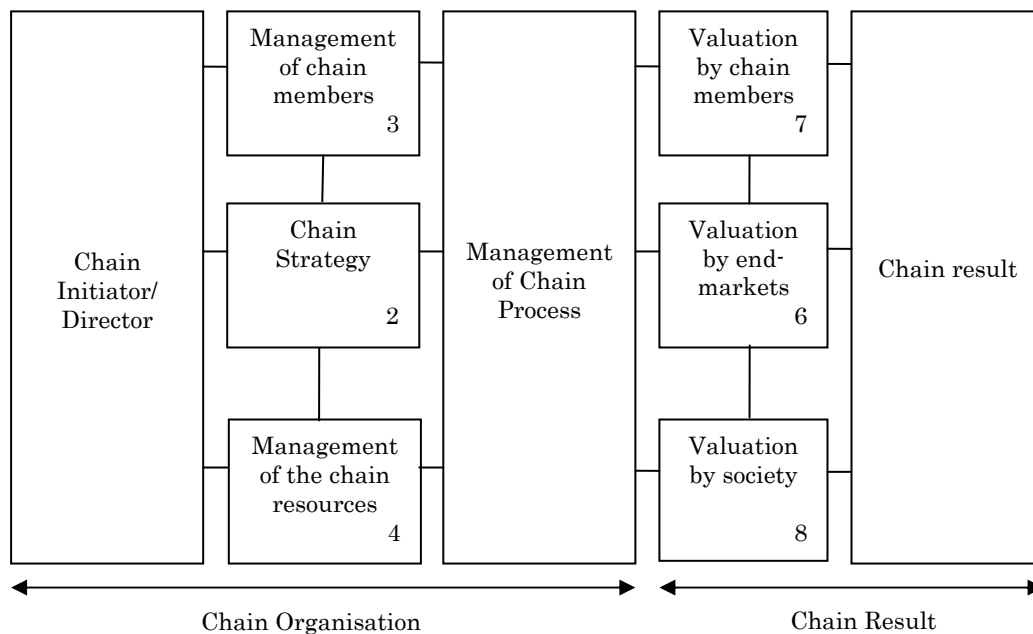 Management
of chain
members
3
Valuation
by chain
members
7
Chain
Initiator/
Director
Chain
Strategy
2
Management
of Chain
Process
Valuation
by end-
markets
6
Chain result
Management
of the chain
resources
4
Valuation
by society
8
Chain Organisation
Chain Result